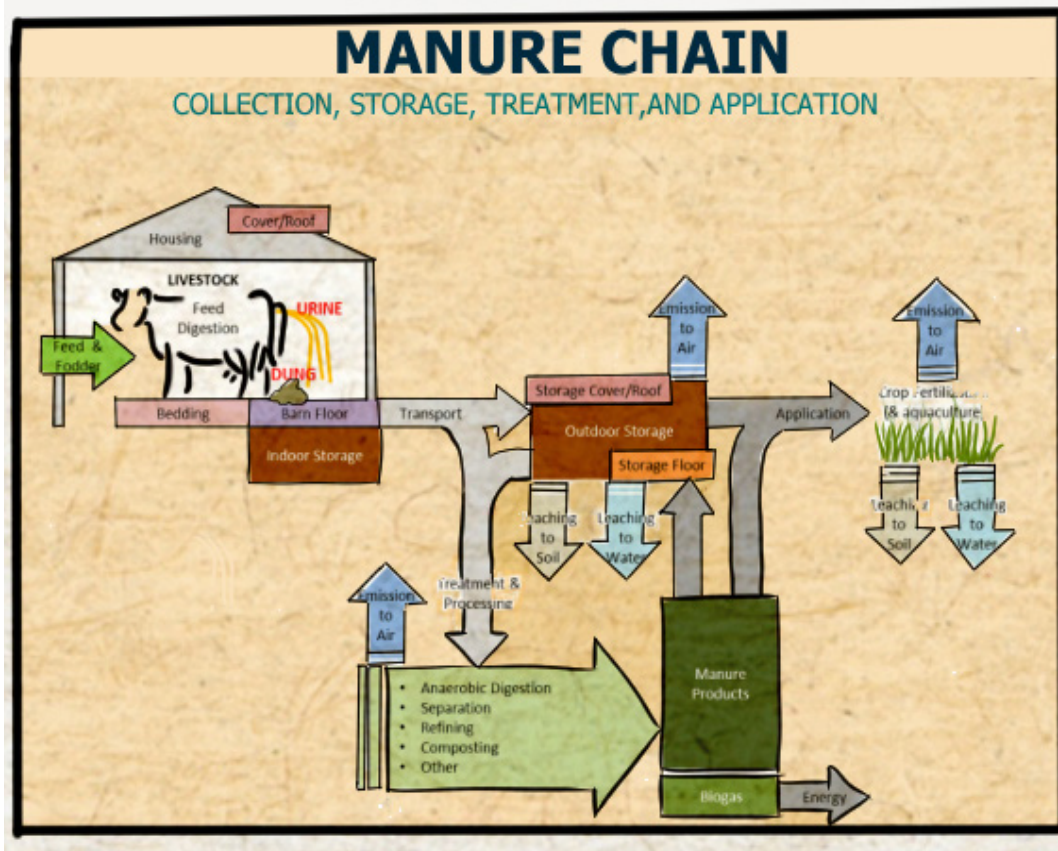 MANURE CHAIN
COLLECTION, STORAGE, TREATMENT,AND APPLICATION
Cover/Roof
Housing
LIVESTOCK
Feed
Digestion
URINE
DUNG
Feed &
Fodder
Bedding
Barn Floor
Indoor Storage
Transport
Storage Cover/Roof
Outdoor Storage
Storage Floor
Emission
to
Air
Application
Emission
to
Air
Crop
(& aquaculture)
Leaching
to
Soil
Leaching
to
Water
Leaching
to
Soil
Leaching
to
Water
Treatment &
Processing
Emission
to
Air
• Anaerobic Digestion
• Separation
• Refining
• Composting
• Other
Manure
Products
Biogas
Energy